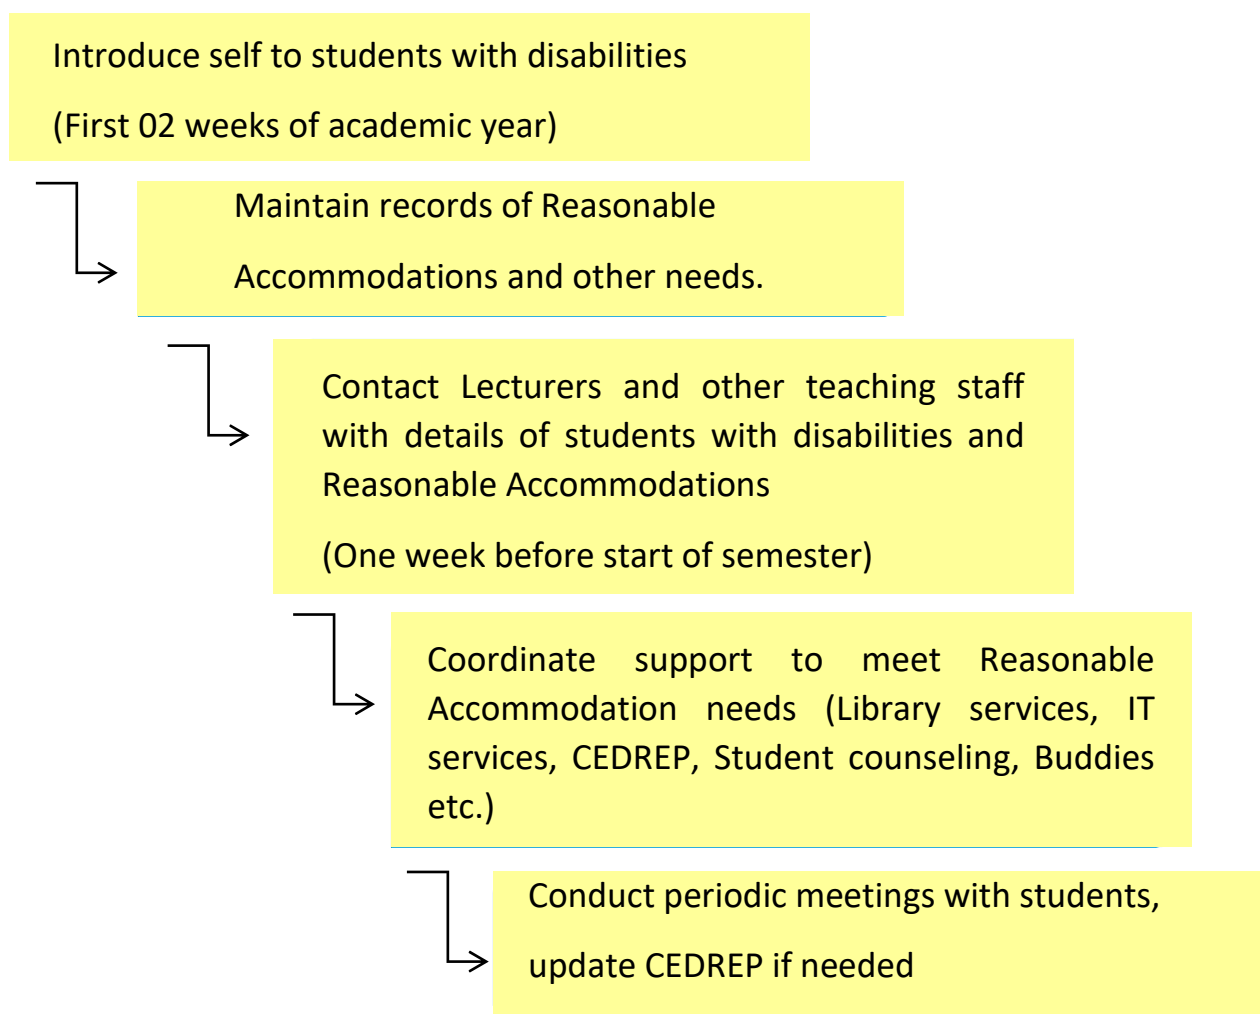 Introduce self to students with disabilities
(First 02 weeks of academic year)
Maintain records of Reasonable
Accommodations and other needs.
Contact Lecturers and other teaching staff
with details of students with disabilities and
Reasonable Accommodations
(One week before start of semester)
Coordinate support to meet Reasonable
Accommodation needs (Library services, IT
services, CEDREP, Student counseling, Buddies
etc.)
Conduct periodic meetings with students,
update CEDREP if needed